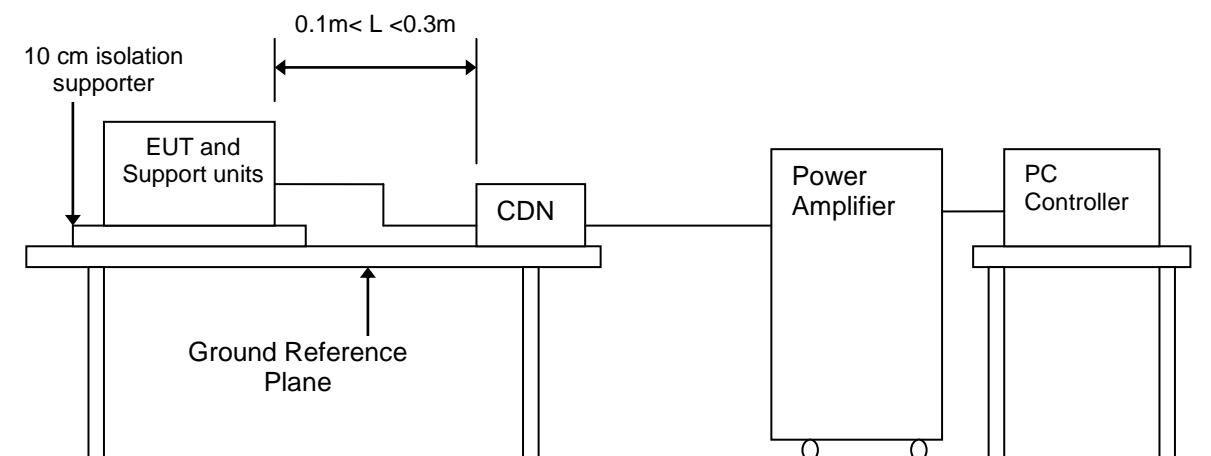 0.1m< L <0.3m
10 cm isolation
supporter
EUT and
Support units
CDN
Power
Amplifier
PC
Controller
Ground Reference
Plane